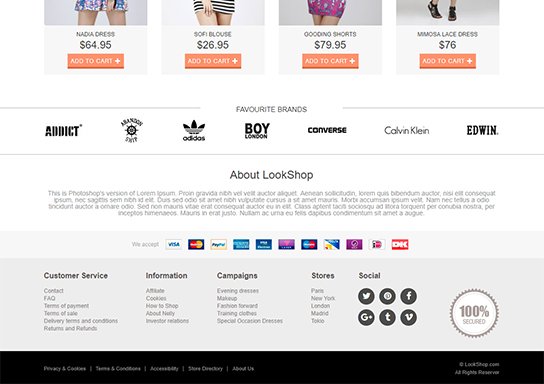 NADIA DRESS
$64.95
ADD TO CART +
SOFI BLOUSE
$26.95
ADD TO CART +
GOODING SHORTS
$79.95
ADD TO CART +
MIMOSA LACE DRESS
$76
ADD TO CART +
FAVOURITE BRANDS
ADDICT
ABANDON SHIP
adidas
BOY
LONDON
CONVERSE
Calvin Klein
EDWIN.
About LookShop
This is Photoshop's version of Lorem Ipsum. Proin gravida nibh vel velit auctor aliquet. Aenean sollicitudin, lorem quis bibendum auctor, nisi elit consequat
ipsum, nec sagittis sem nibh id elit. Duis sed odio sit amet nibh vulputate cursus a sit amet mauris. Morbi accumsan ipsum velit. Nam nec tellus a odio
tincidunt auctor a ornare odio. Sed non mauris vitae erat consequat auctor eu in elit. Class aptent taciti sociosqu ad litora torquent per conubia nostra, per
inceptos himenaeos. Mauris in erat justo. Nullam ac urna eu felis dapibus condimentum sit amet a augue.
We accept
VISA
PayPal
DK
Customer Service
Contact
FAQ
Terms of payment
Terms of sale
Delivery terms and conditions
Returns and Refunds
Information
Affiliate
Cookies
How to Shop
About Nelly
Investor relations
Campaigns
Evening dresses
Makeup
Fashion forward
Training clothes
Special Occasion Dresses
Stores
Paris
New York
London
Madrid
Tokio
Social
100%
SECURED
Privacy & Cookies | Terms & Conditions | Accessibility | Store Directory | About Us
© LookShop.com
All Rights Reserver